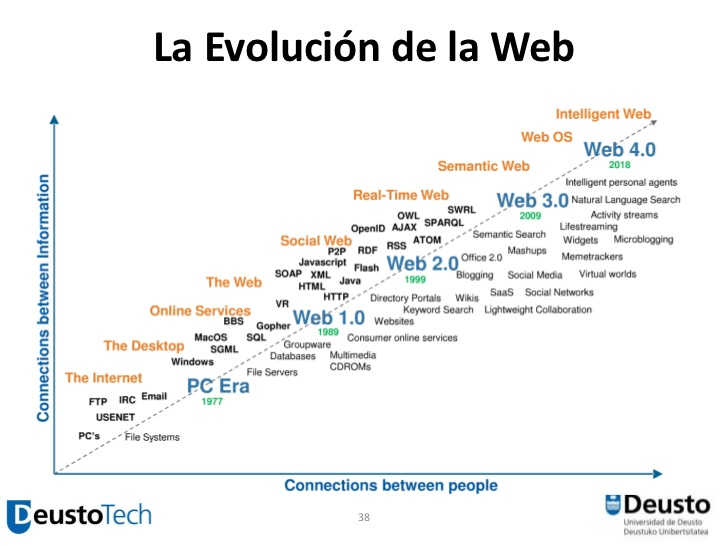 La Evolución de la Web
Intelligent Web
Web OS
Web 4.0
2018
Semantic Web
Intelligent personal agents
Real-Time Web
Web 3.0
2009
Natural Language Search
SWRL
OWL
SPARQL
Activity streams
OpenID
AJAX
Lifestreaming
Semantic Search
Social Web
ATOM
Widgets
Microblogging
P2P
RDF
RSS
Mashups
Javascript
Flash
Web 2.0
1999
Office 2.0
Memetrackers
SOAP
XML
Java
Blogging
Social Media
Virtual worlds
The Web
HTML
HTTP
SaaS
Social Networks
VR
Directory Portals
Wikis
Online Services
Keyword Search
Lightweight Collaboration
BBS
Gopher
Web 1.0
1989
Websites
MacOS
SQL
Consumer online services
The Desktop
SGML
Groupware
Databases
Multimedia
Windows
CDROMs
File Servers
The Internet
PC Era
1977
FTP
IRC
Email
USENET
PC's
File Systems
Connections between Information
Connections between people
DeustoTech
38
Deusto
Universidad de Deusto
Deustuko Unibertsitatea